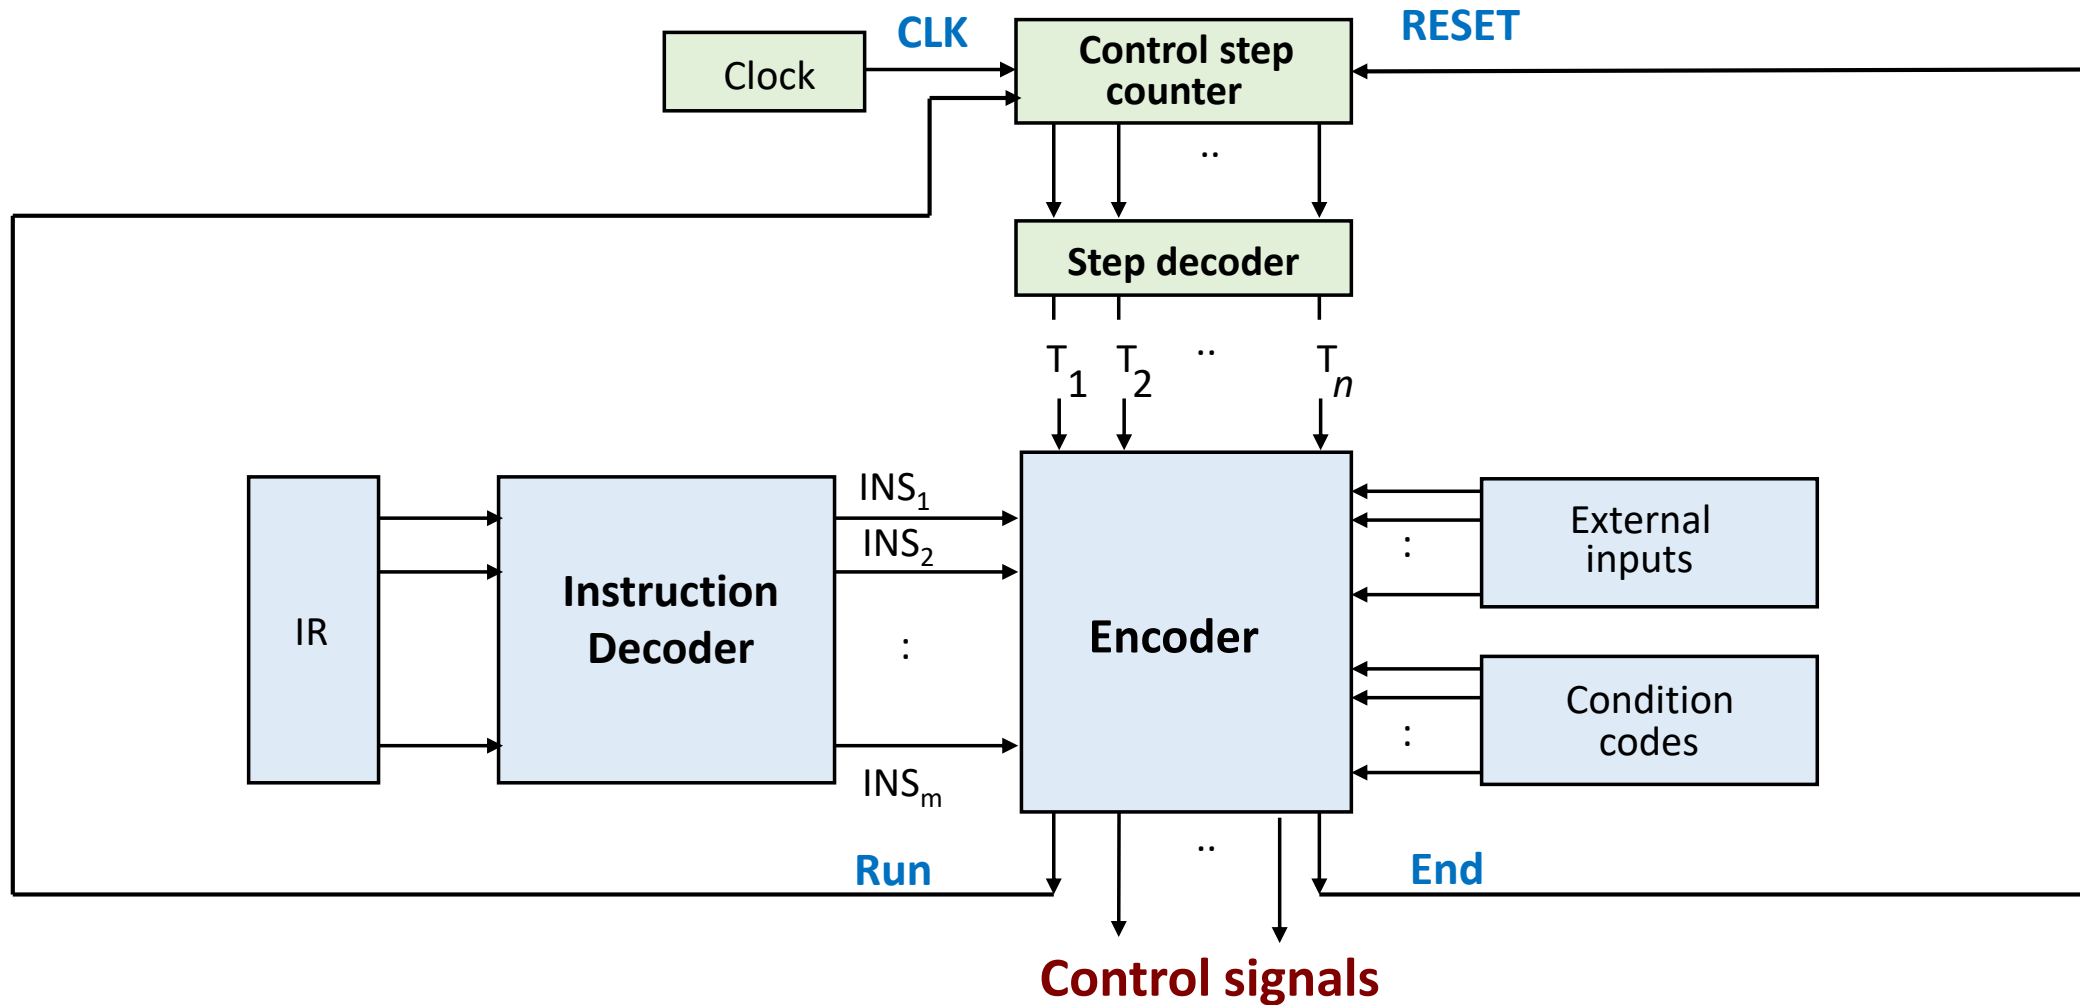 CLK
RESET
Clock
Control step
counter
..
Step decoder
T1 T2 .. Tn
INS1
INS2
:
INSm
IR
Instruction
Decoder
Encoder
External
inputs
:
Condition
codes
:
..
Run
End
Control signals